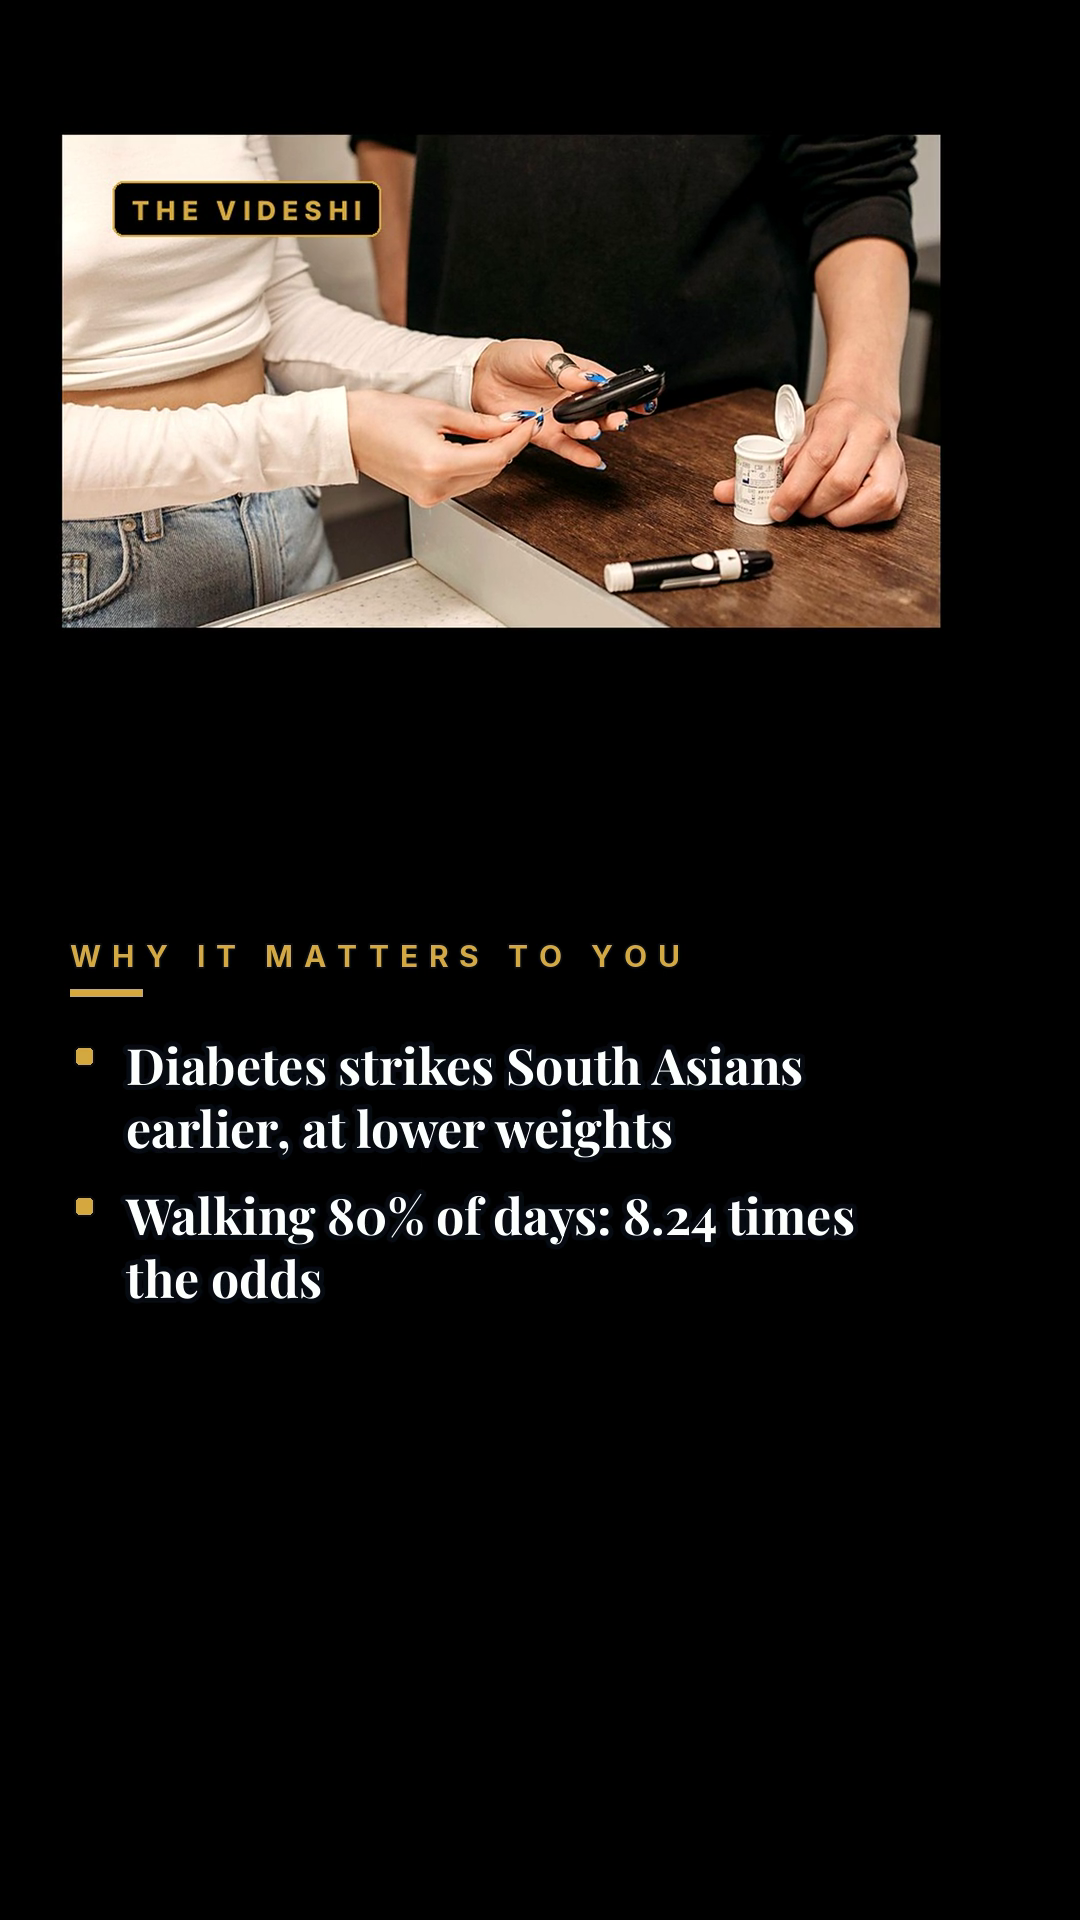 THE VIDESHI
WHY IT MATTERS TO YOU
Diabetes strikes South Asians
earlier, at lower weights
Walking 80% of days: 8.24 times
the odds